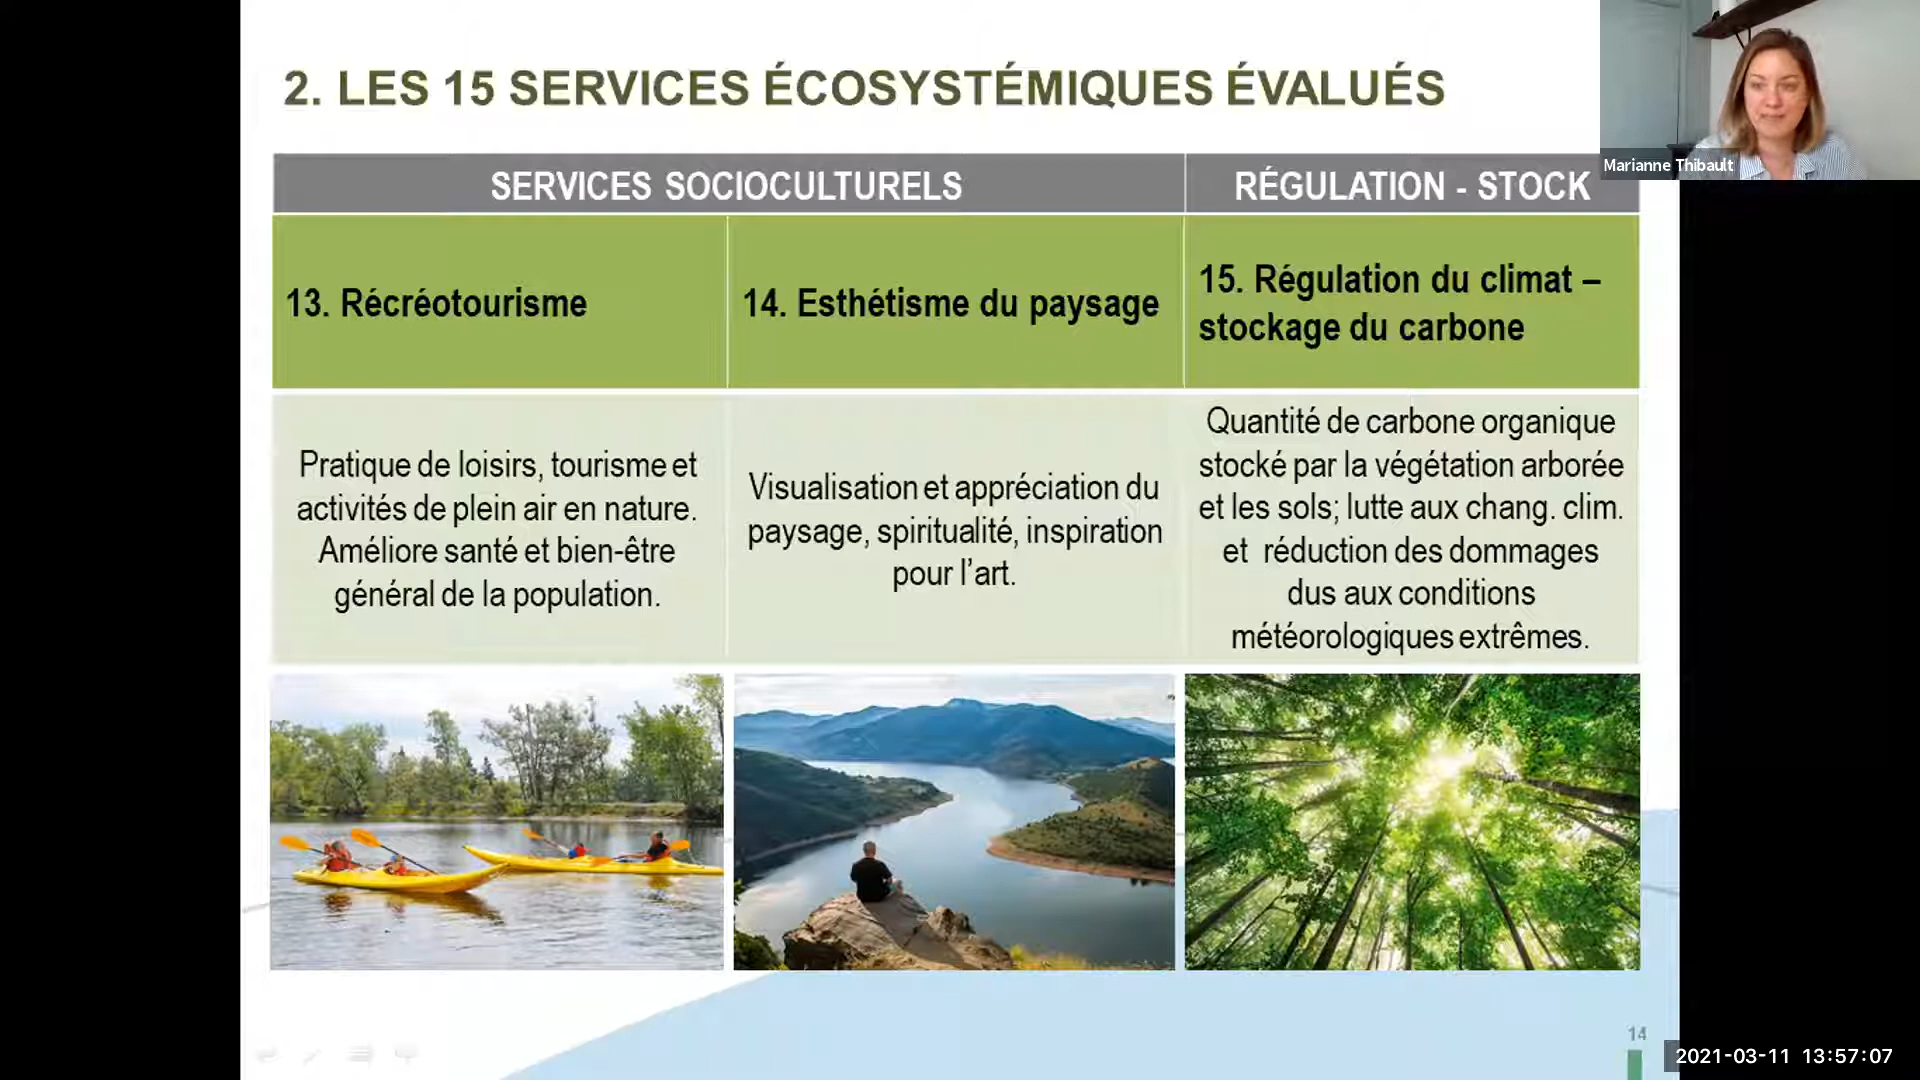 2. LES 15 SERVICES ÉCOSYSTÉMIQUES ÉVALUÉS
Marianne Thibault
SERVICES SOCIOCULTURELS
RÉGULATION - STOCK
13. Récréotourisme
14. Esthétisme du paysage
15. Régulation du climat –
stockage du carbone
Pratique de loisirs, tourisme et
activités de plein air en nature.
Améliore santé et bien-être
général de la population.
Visualisation et appréciation du
paysage, spiritualité, inspiration
pour l’art.
Quantité de carbone organique
stocké par la végétation arborée
et les sols; lutte aux chang. clim.
et réduction des dommages
dus aux conditions
météorologiques extrêmes.
14
2021-03-11 13:57:07